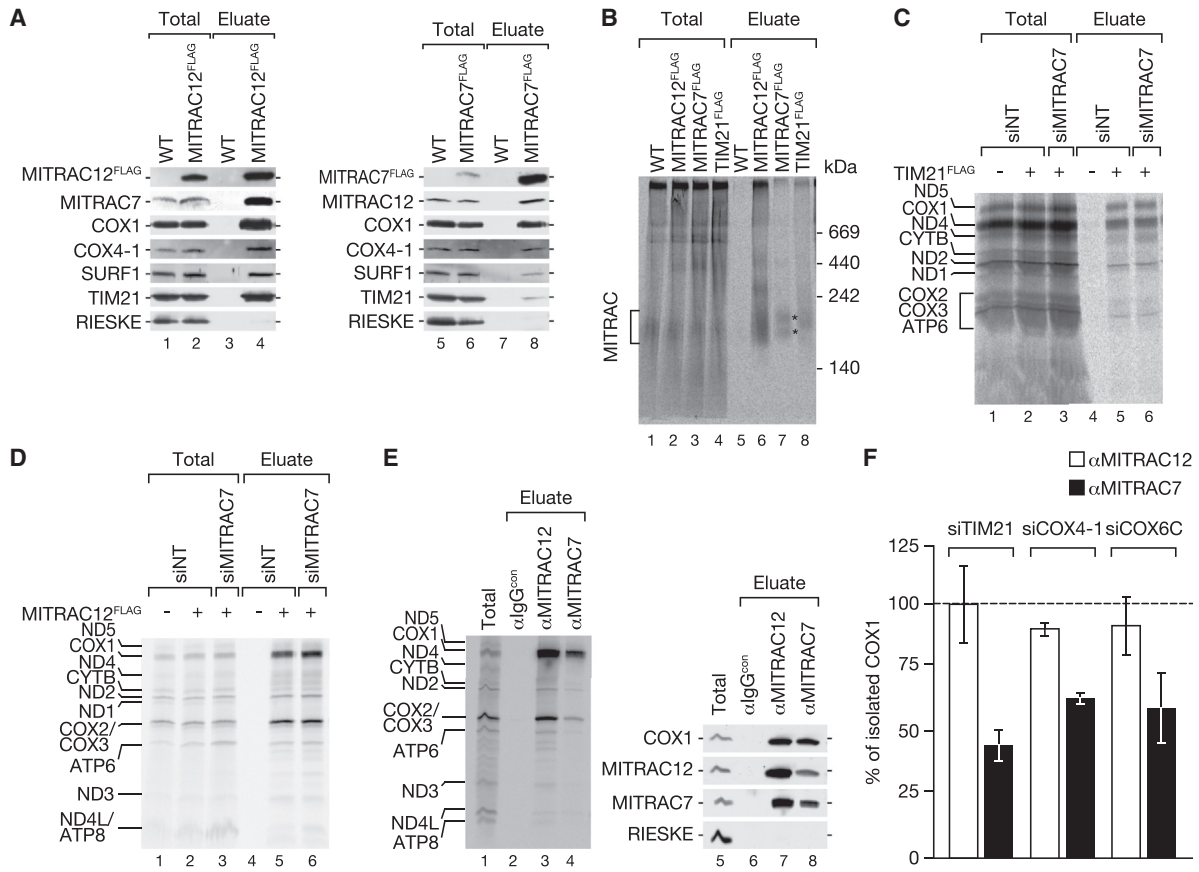 A
Total Eluate
WT MITRAC12FLAG WT MITRAC12FLAG
MITRAC12FLAG
MITRAC7
COX1
COX4-1
SURF1
TIM21
RIESKE
1 2 3 4
Total Eluate
WT MITRAC7FLAG WT MITRAC7FLAG
MITRAC7FLAG
MITRAC12
COX1
COX4-1
SURF1
TIM21
RIESKE
5 6 7 8
B
Total Eluate
WT MITRAC12FLAG MITRAC7FLAG TIM21FLAG WT MITRAC12FLAG MITRAC7FLAG TIM21FLAG
kDa
- 669
- 440
- 242
- 140
MITRAC
*
*
1 2 3 4 5 6 7 8
C
Total Eluate
siNT siMITRAC7 siNT siMITRAC7
TIM21FLAG - + + - + +
ND5
COX1
ND4
CYTB
ND2
ND1
COX2
COX3
ATP6
1 2 3 4 5 6
D
Total Eluate
siNT siMITRAC7 siNT siMITRAC7
MITRAC12FLAG - + + - + +
ND5
COX1
ND4
CYTB
ND2
ND1
COX2/
COX3
ATP6
ND3
ND4L/
ATP8
1 2 3 4 5 6
E
Eluate
Total αIgGcon αMITRAC12 αMITRAC7
ND5
COX1
ND4
CYTB
ND2
COX2/
COX3
ATP6
ND3
ND4L/
ATP8
1 2 3 4
Eluate
Total αIgGcon αMITRAC12 αMITRAC7
COX1
MITRAC12
MITRAC7
RIESKE
5 6 7 8
F
αMITRAC12
αMITRAC7
siTIM21 siCOX4-1 siCOX6C
% of isolated COX1
125
100
75
50
25
0